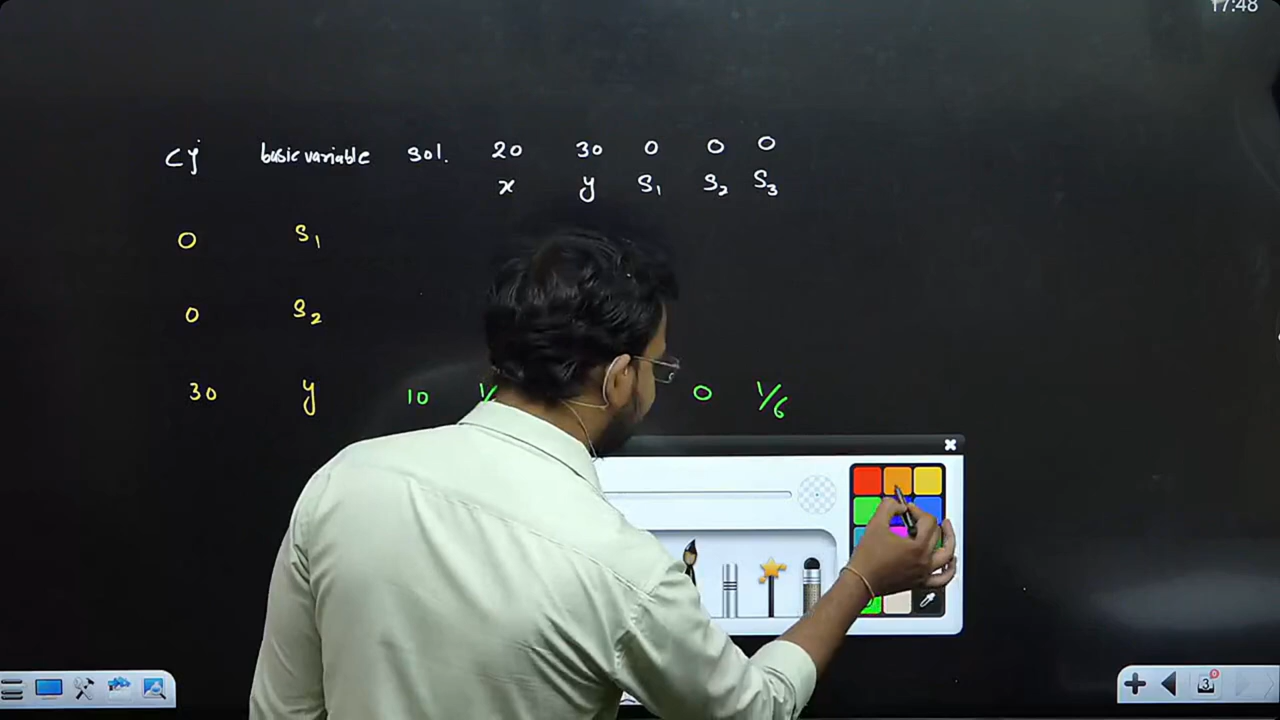 17:48
Cj basic variable sol. 20 30 0 0 0
x y S₁ S₂ S₃
0 S₁
0 S₂
30 y 10 0 1/6
3